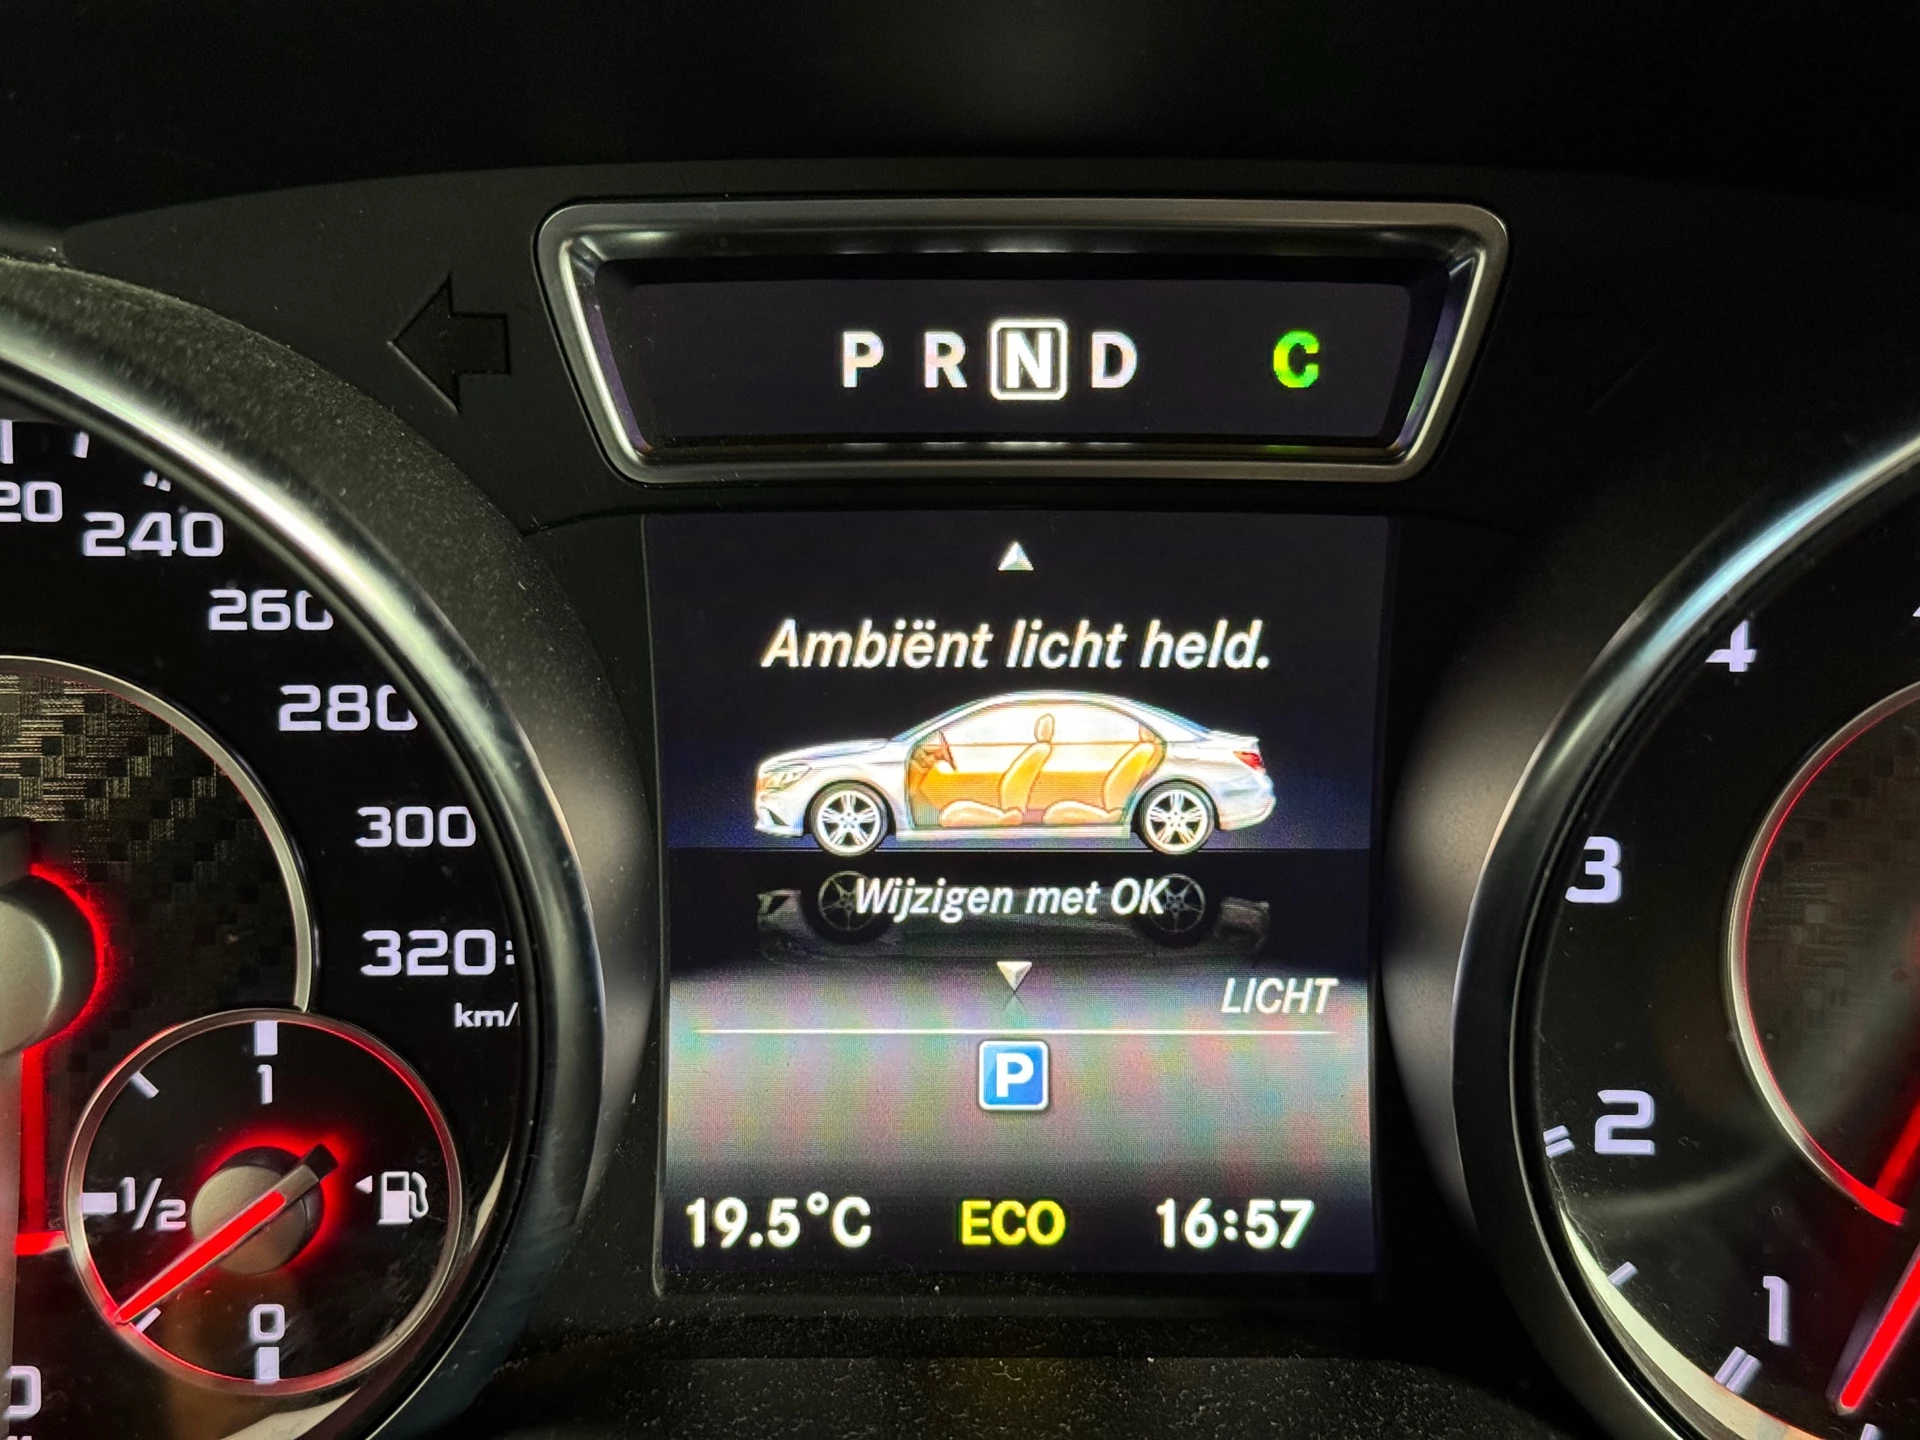 P R N D C
240
260
280
300
320
km/
1
1/2
0
Ambiënt licht held.
Wijzigen met OK
LICHT
P
19.5°C ECO 16:57
4
3
2
1